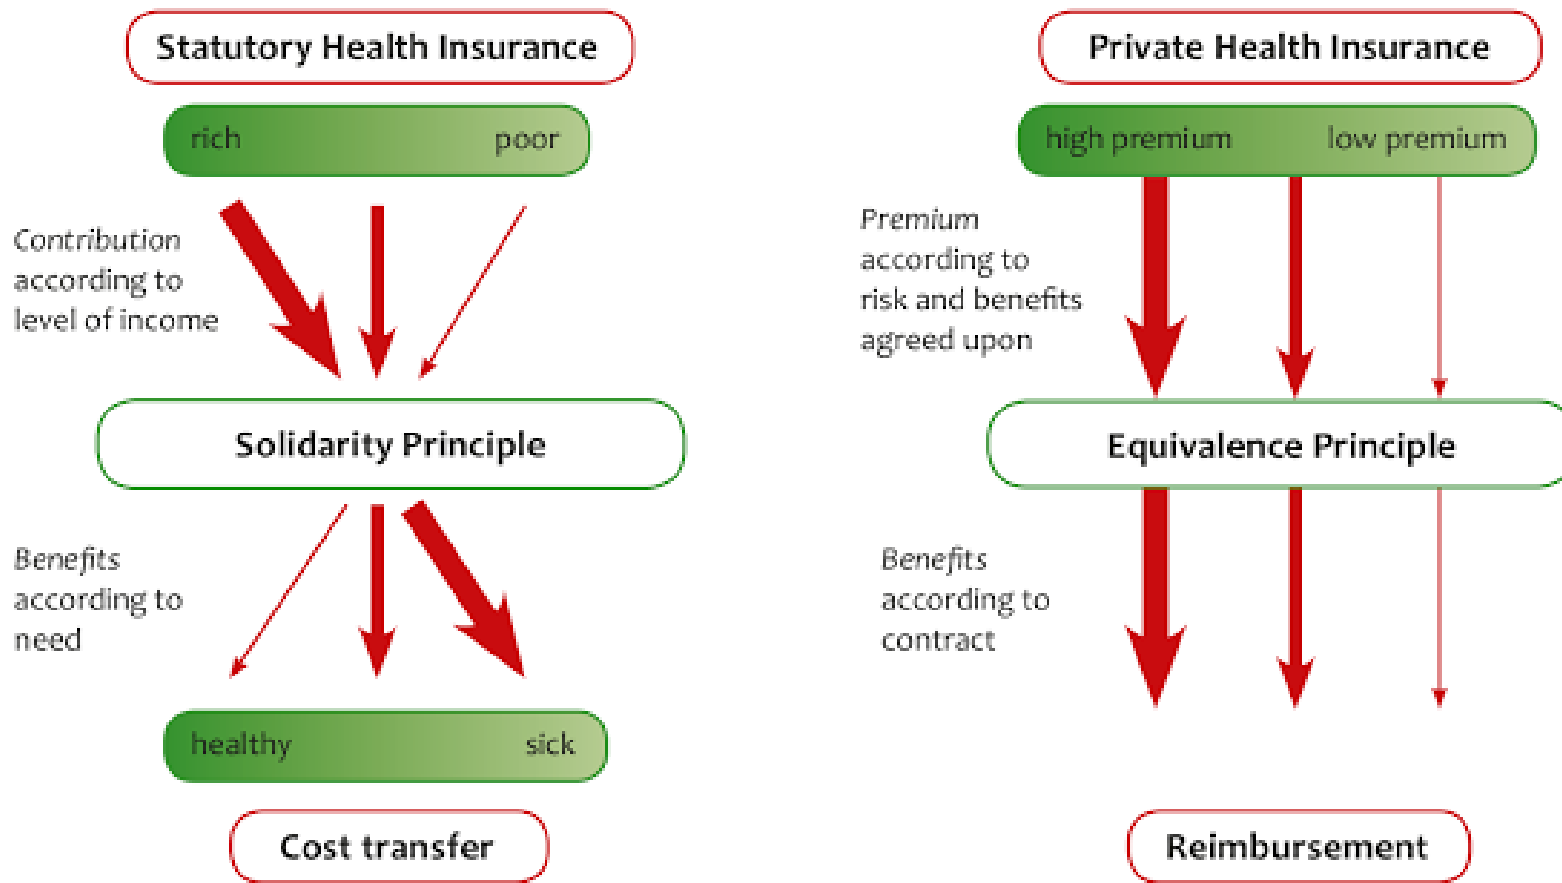 Statutory Health Insurance
rich poor
Contribution
according to
level of income
Solidarity Principle
Benefits
according to
need
healthy sick
Cost transfer
Private Health Insurance
high premium low premium
Premium
according to
risk and benefits
agreed upon
Equivalence Principle
Benefits
according to
contract
Reimbursement